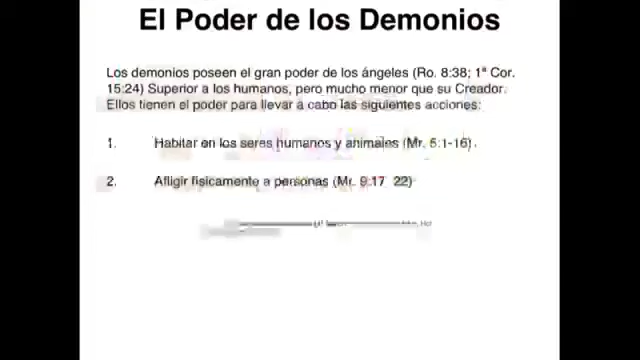 El Poder de los Demonios
Los demonios poseen el gran poder de los ángeles (Ro. 8:38; 1ª Cor.
15:24) Superior a los humanos, pero mucho menor que su Creador.
Ellos tienen el poder para llevar a cabo las siguientes acciones:
1. Habitar en los seres humanos y animales (Mr. 5:1-16).
2. Afligir físicamente a personas (Mr. 9:17 22)